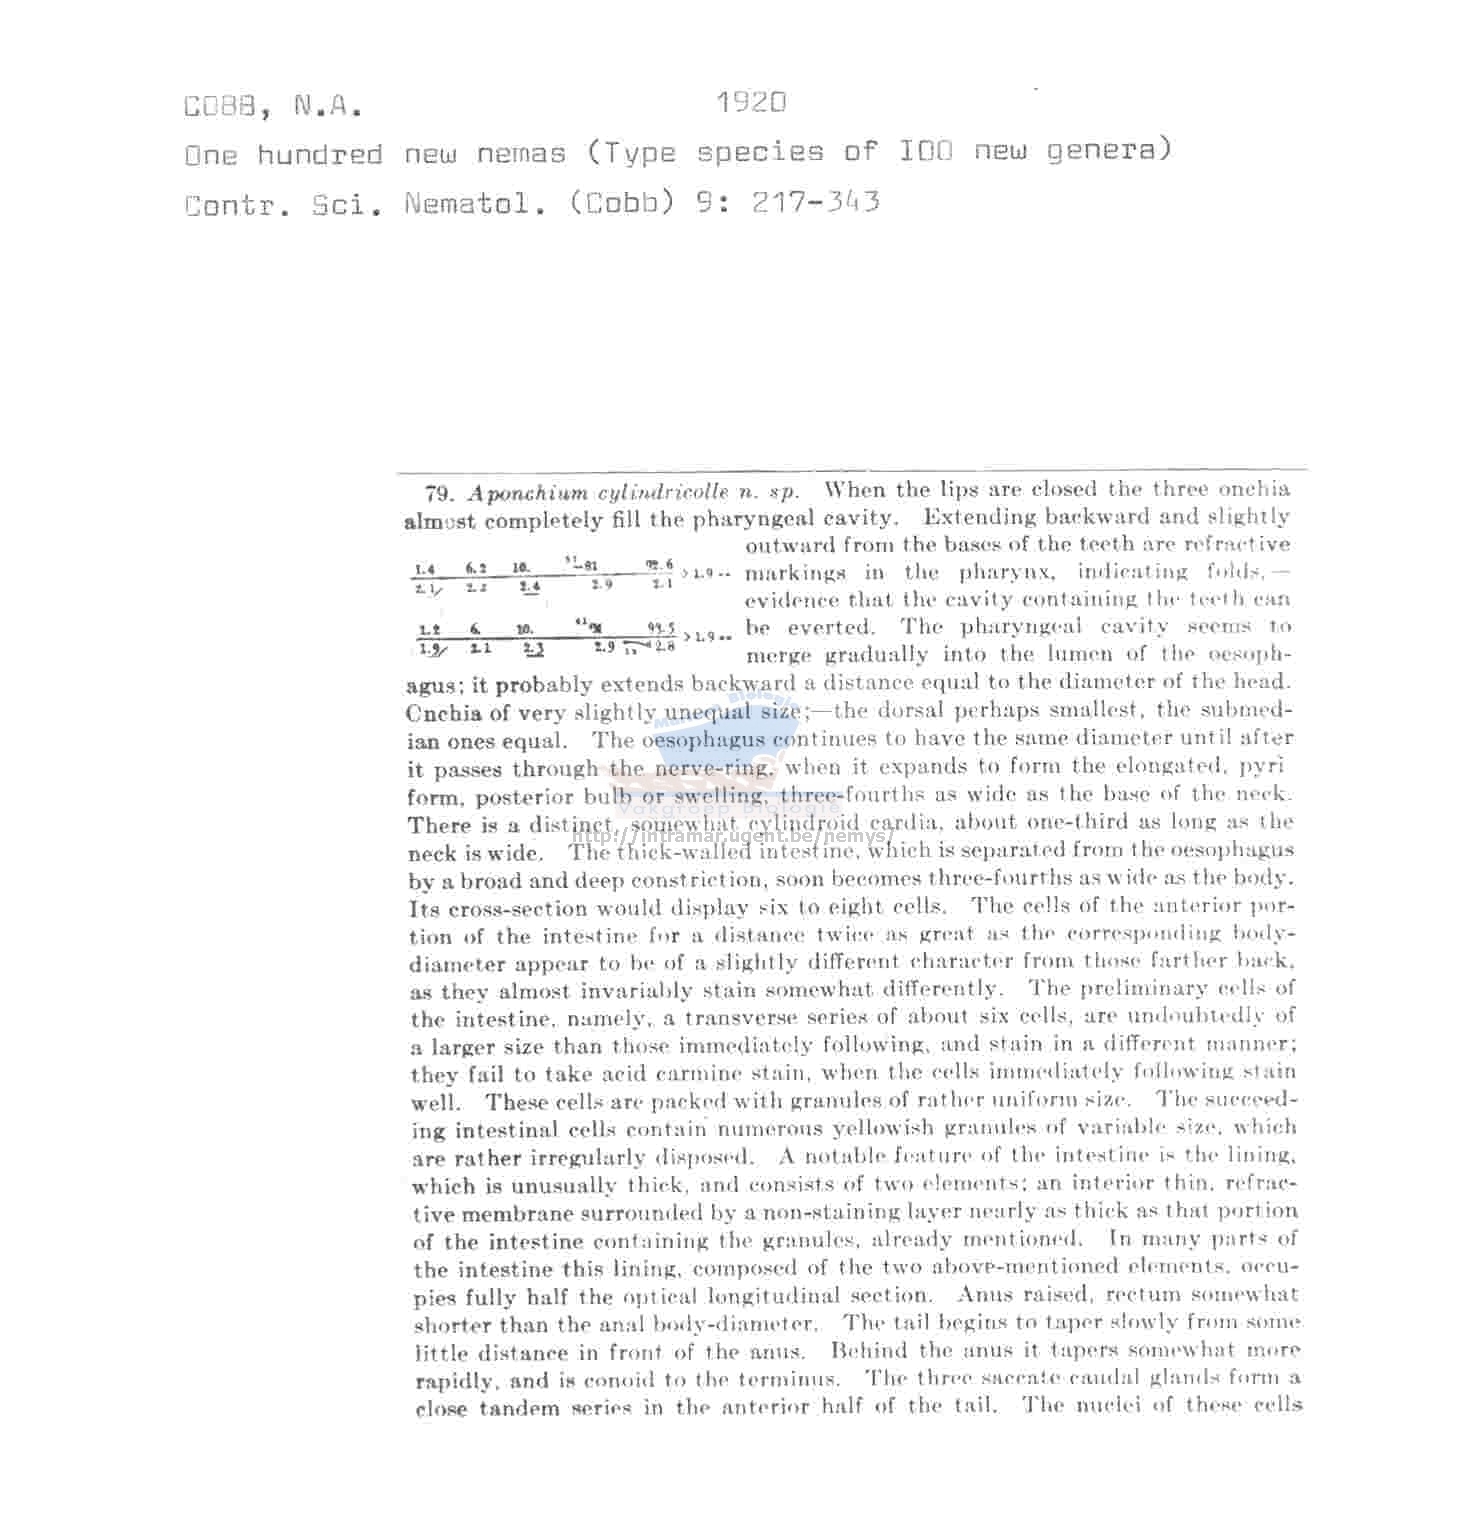 COBB, N.A. 1920
One hundred new nemas (Type species of 100 new genera)
Contr. Sci. Nematol. (Cobb) 9: 217-343
79. Aponchium cylindricolle n. sp. When the lips are closed the three onchia
almost completely fill the pharyngeal cavity. Extending backward and slightly
outward from the bases of the teeth are refractive
1.4 6.2 10. -81 92.6
2.1 2.2 2.4 2.9 2.1 > 1.9
markings in the pharynx, indicating folds,—
evidence that the cavity containing the teeth can
1.2 6. 10. 93.5
1.9 2.1 2.3 2.9 2.8 > 1.9
be everted. The pharyngeal cavity seems to
merge gradually into the lumen of the oesoph-
agus; it probably extends backward a distance equal to the diameter of the head.
Onchia of very slightly unequal size;—the dorsal perhaps smallest, the submed-
ian ones equal. The oesophagus continues to have the same diameter until after
it passes through the nerve-ring, when it expands to form the elongated, pyri
form, posterior bulb or swelling, three-fourths as wide as the base of the neck.
There is a distinct, somewhat cylindroid cardia, about one-third as long as the
neck is wide. The thick-walled intestine, which is separated from the oesophagus
by a broad and deep constriction, soon becomes three-fourths as wide as the body.
Its cross-section would display six to eight cells. The cells of the anterior por-
tion of the intestine for a distance twice as great as the corresponding body-
diameter appear to be of a slightly different character from those farther back,
as they almost invariably stain somewhat differently. The preliminary cells of
the intestine, namely, a transverse series of about six cells, are undoubtedly of
a larger size than those immediately following, and stain in a different manner;
they fail to take acid carmine stain, when the cells immediately following stain
well. These cells are packed with granules of rather uniform size. The succeed-
ing intestinal cells contain numerous yellowish granules of variable size, which
are rather irregularly disposed. A notable feature of the intestine is the lining,
which is unusually thick, and consists of two elements; an interior thin, refrac-
tive membrane surrounded by a non-staining layer nearly as thick as that portion
of the intestine containing the granules, already mentioned. In many parts of
the intestine this lining, composed of the two above-mentioned elements, occu-
pies fully half the optical longitudinal section. Anus raised, rectum somewhat
shorter than the anal body-diameter. The tail begins to taper slowly from some
little distance in front of the anus. Behind the anus it tapers somewhat more
rapidly, and is conoid to the terminus. The three saccate caudal glands form a
close tandem series in the anterior half of the tail. The nuclei of these cells
Biologie
Vakgroep Biologie
http://intramar.ugent.be/nemys/